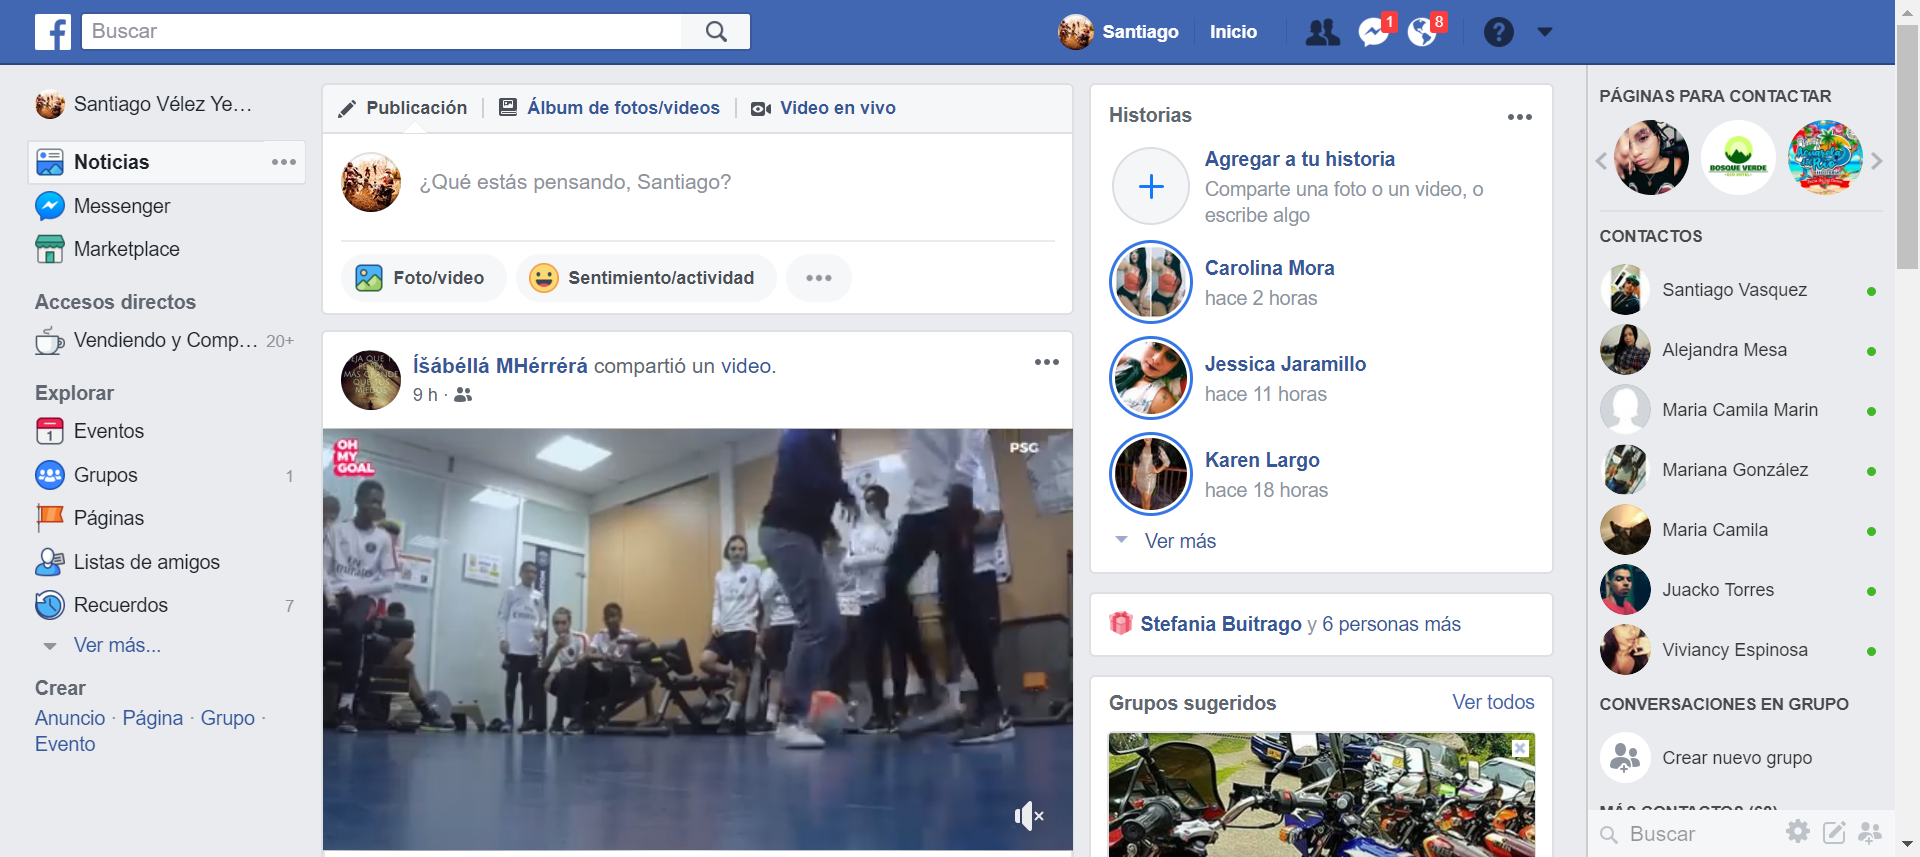 Buscar
Santiago
Inicio
1
8
Santiago Vélez Ye...
Noticias
Messenger
Marketplace
Accesos directos
Vendiendo y Comp... 20+
Explorar
Eventos
Grupos 1
Páginas
Listas de amigos
Recuerdos 7
Ver más...
Crear
Anuncio · Página · Grupo ·
Evento
Publicación
Álbum de fotos/videos
Video en vivo
¿Qué estás pensando, Santiago?
Foto/video
Sentimiento/actividad
Íšábéllá MHérrérá compartió un video.
9 h ·
OH
MY
GOAL
PSG
Historias
Agregar a tu historia
Comparte una foto o un video, o
escribe algo
Carolina Mora
hace 2 horas
Jessica Jaramillo
hace 11 horas
Karen Largo
hace 18 horas
Ver más
Stefania Buitrago y 6 personas más
Grupos sugeridos
Ver todos
PÁGINAS PARA CONTACTAR
BOSQUE VERDE
CONTACTOS
Santiago Vasquez
Alejandra Mesa
Maria Camila Marin
Mariana González
Maria Camila
Juacko Torres
Viviancy Espinosa
CONVERSACIONES EN GRUPO
Crear nuevo grupo
MÁS CONTACTOS (60)
Buscar